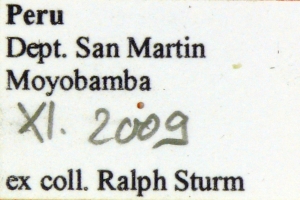 Peru
Dept. San Martin
Moyobamba
XI. 2009
ex coll. Ralph Sturm